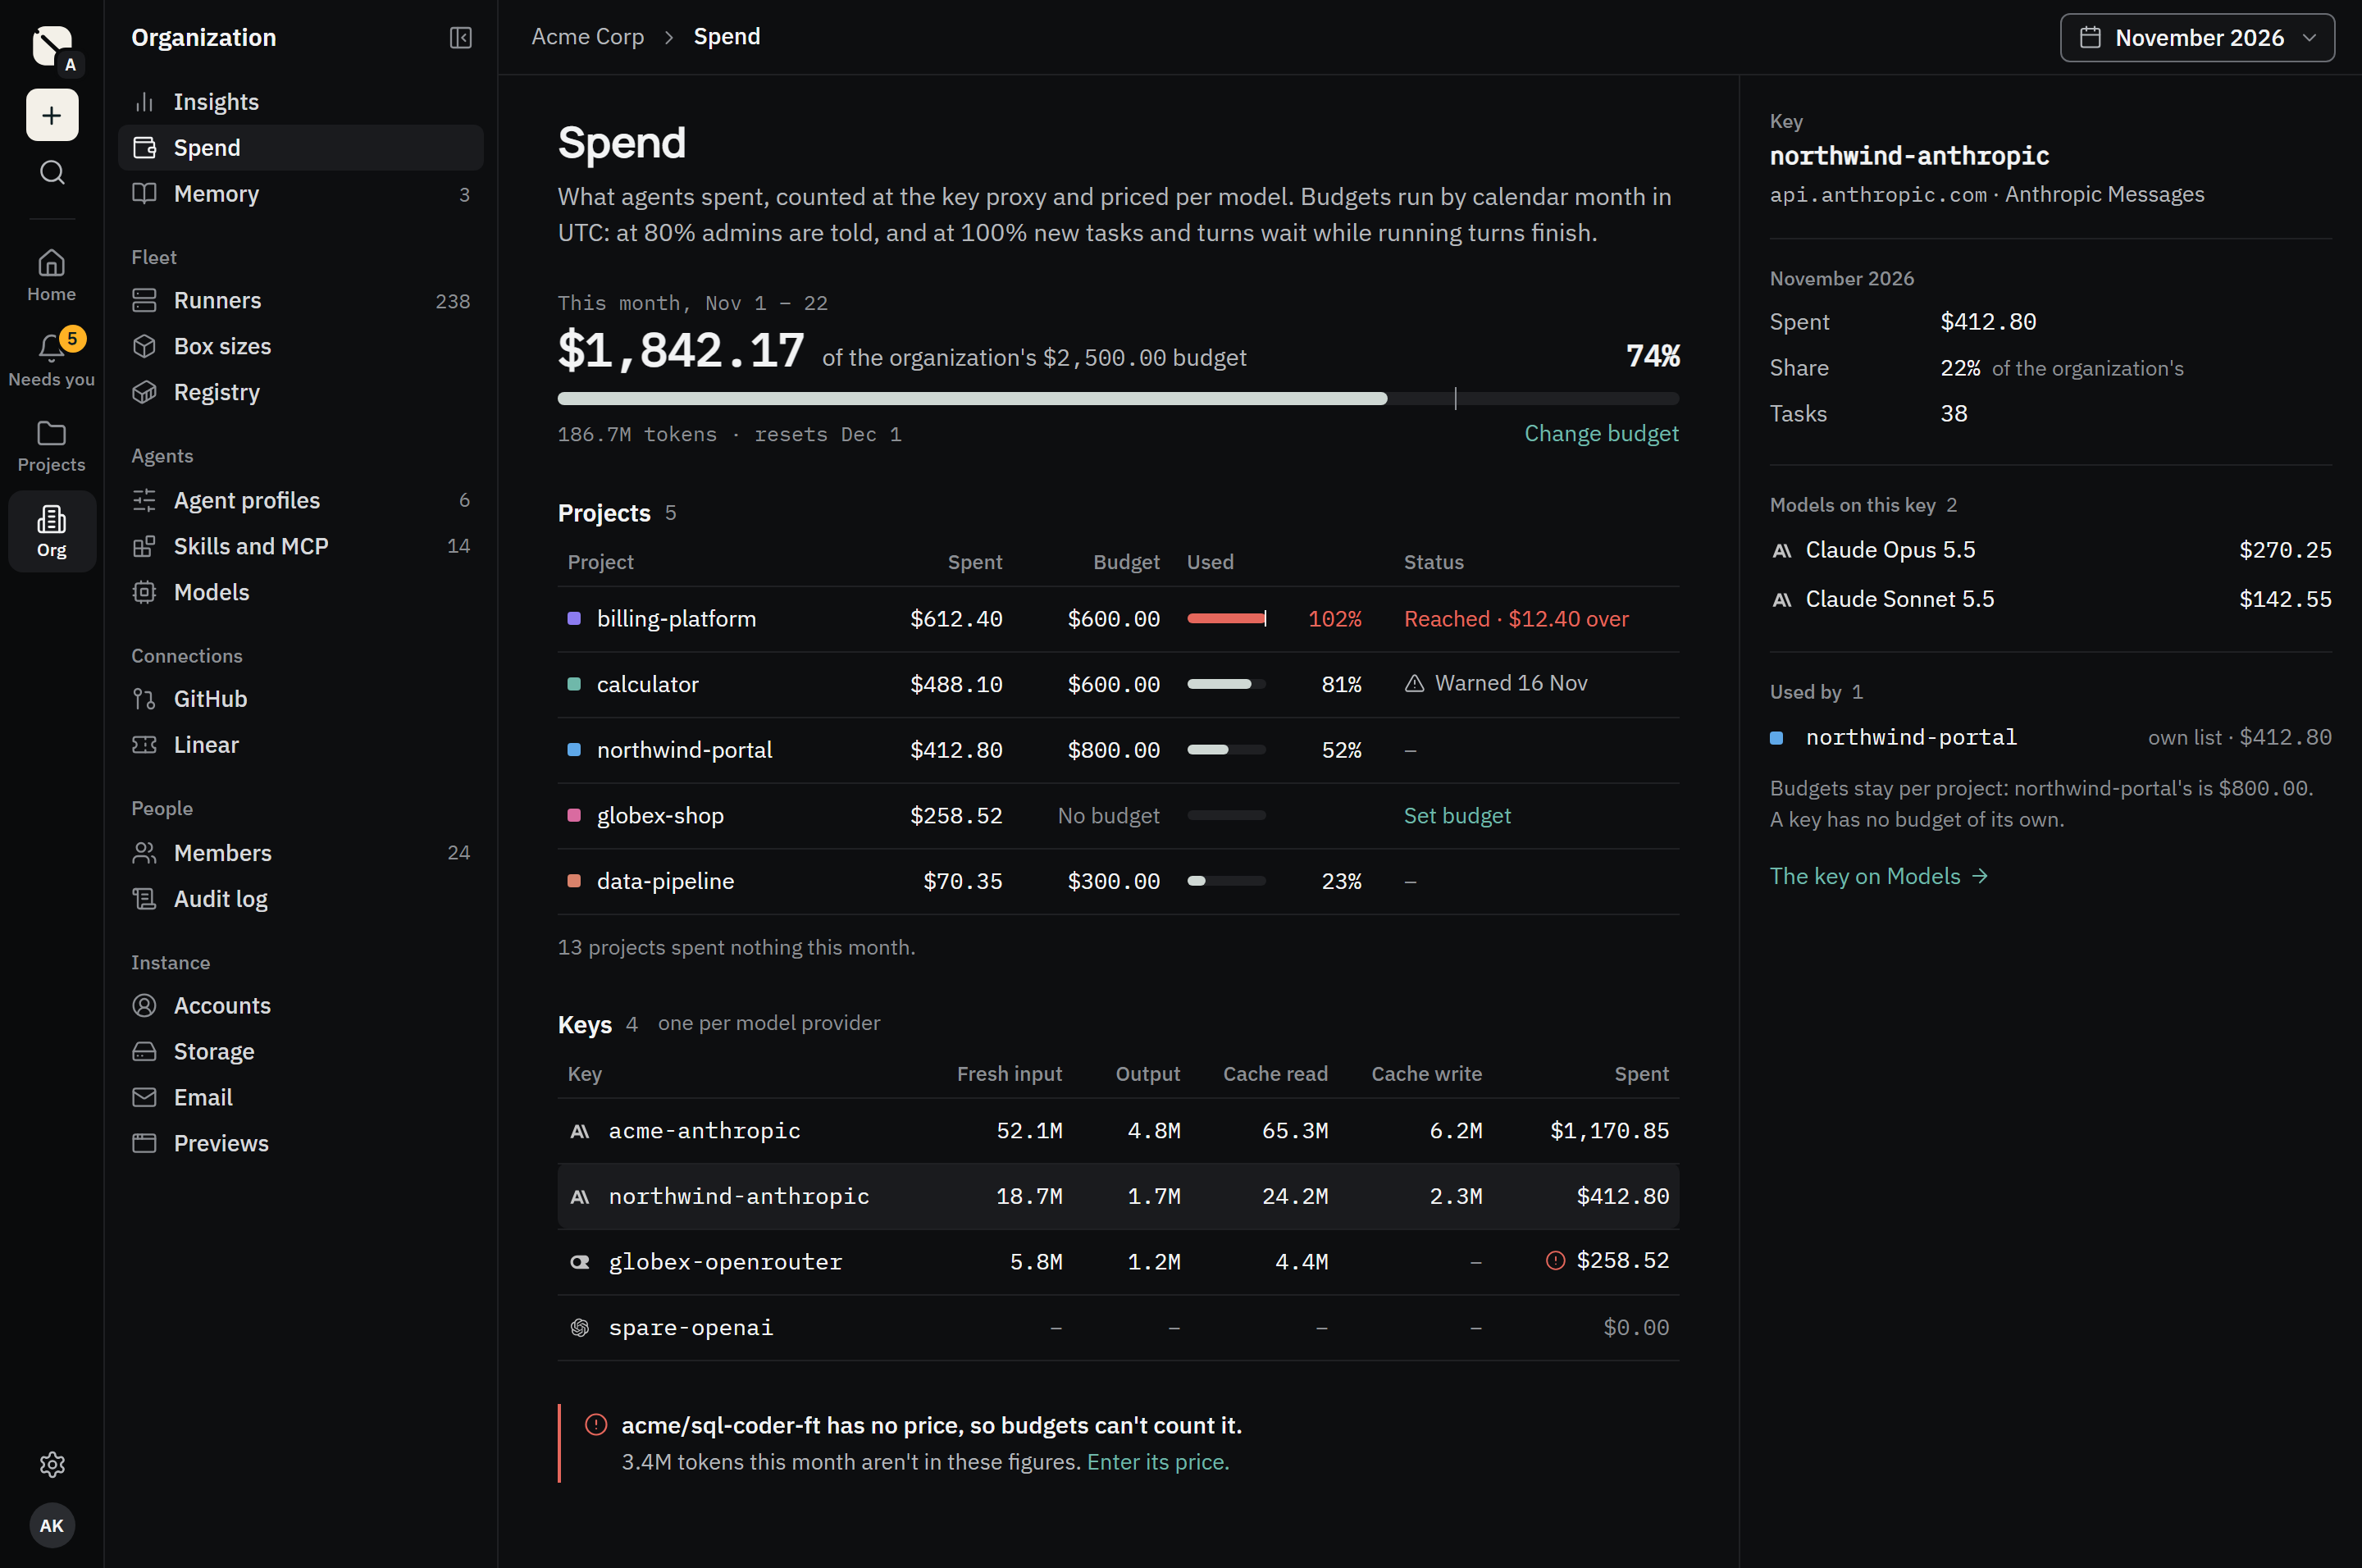 A
Home
5
Needs you
Projects
Org
AK
Organization
Insights
Spend
Memory 3
Fleet
Runners 238
Box sizes
Registry
Agents
Agent profiles 6
Skills and MCP 14
Models
Connections
GitHub
Linear
People
Members 24
Audit log
Instance
Accounts
Storage
Email
Previews
Acme Corp > Spend
November 2026
Spend
What agents spent, counted at the key proxy and priced per model. Budgets run by calendar month in
UTC: at 80% admins are told, and at 100% new tasks and turns wait while running turns finish.
This month, Nov 1 – 22
$1,842.17 of the organization's $2,500.00 budget 74%
186.7M tokens · resets Dec 1 Change budget
Projects 5
Project Spent Budget Used Status
billing-platform $612.40 $600.00 102% Reached · $12.40 over
calculator $488.10 $600.00 81% Warned 16 Nov
northwind-portal $412.80 $800.00 52% –
globex-shop $258.52 No budget Set budget
data-pipeline $70.35 $300.00 23% –
13 projects spent nothing this month.
Keys 4 one per model provider
Key Fresh input Output Cache read Cache write Spent
acme-anthropic 52.1M 4.8M 65.3M 6.2M $1,170.85
northwind-anthropic 18.7M 1.7M 24.2M 2.3M $412.80
globex-openrouter 5.8M 1.2M 4.4M – $258.52
spare-openai – – – – $0.00
acme/sql-coder-ft has no price, so budgets can't count it.
3.4M tokens this month aren't in these figures. Enter its price.
Key
northwind-anthropic
api.anthropic.com · Anthropic Messages
November 2026
Spent $412.80
Share 22% of the organization's
Tasks 38
Models on this key 2
Claude Opus 5.5 $270.25
Claude Sonnet 5.5 $142.55
Used by 1
northwind-portal own list · $412.80
Budgets stay per project: northwind-portal's is $800.00.
A key has no budget of its own.
The key on Models →